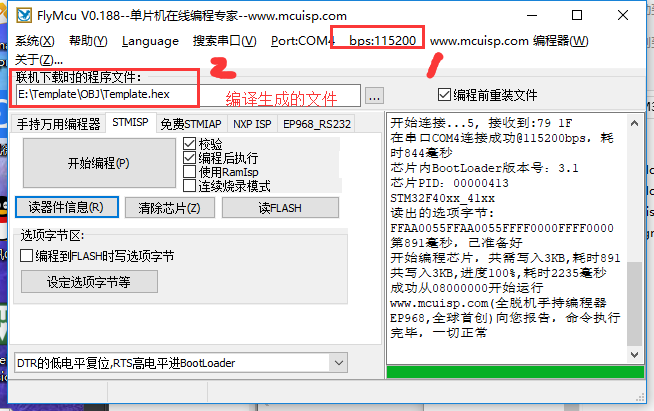 FlyMcu V0.188--单片机在线编程专家--www.mcuisp.com
系统(X) 帮助(Y) Language 搜索串口(V) Port:COM4 bps:115200 www.mcuisp.com 编程器(W)
关于(Z)...
2
1
联机下载时的程序文件:
E:\Template\OBJ\Template.hex
编译生成的文件
...
编程前重装文件
手持万用编程器 STMISP 免费STMIAP NXP ISP EP968_RS232
开始编程(P)
校验
编程后执行
使用RamIsp
连续烧录模式
读器件信息(R) 清除芯片(Z) 读FLASH
选项字节区:
编程到FLASH时写选项字节
设定选项字节等
DTR的低电平复位,RTS高电平进BootLoader
开始连接...5, 接收到:79 1F
在串口COM4连接成功@115200bps, 耗
时844毫秒
芯片内BootLoader版本号: 3.1
芯片PID: 00000413
STM32F40xx_41xx
读出的选项字节:
FFAA0055FFAA0055FFFF0000FFFF0000
第891毫秒, 已准备好
开始编程芯片, 共需写入3KB,耗时891
共写入3KB,进度100%,耗时2235毫秒
成功从08000000开始运行
www.mcuisp.com(全脱机手持编程器
EP968,全球首创)向您报告, 命令执行
完毕, 一切正常